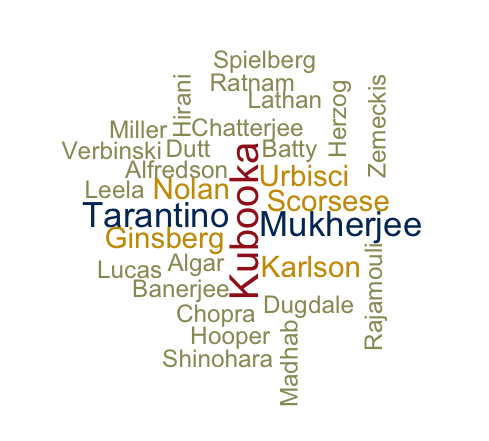 Spielberg
Ratnam
Lathan
Hirani
Herzog
Zemeckis
Miller
Chatterjee
Verbinski
Dutt
Batty
Alfredson
Urbisci
Leela
Nolan
Scorsese
Tarantino
Kubooka
Mukherjee
Ginsberg
Lucas
Algar
Karlson
Banerjee
Rajamouli
Chopra
Dugdale
Hooper
Madhab
Shinohara